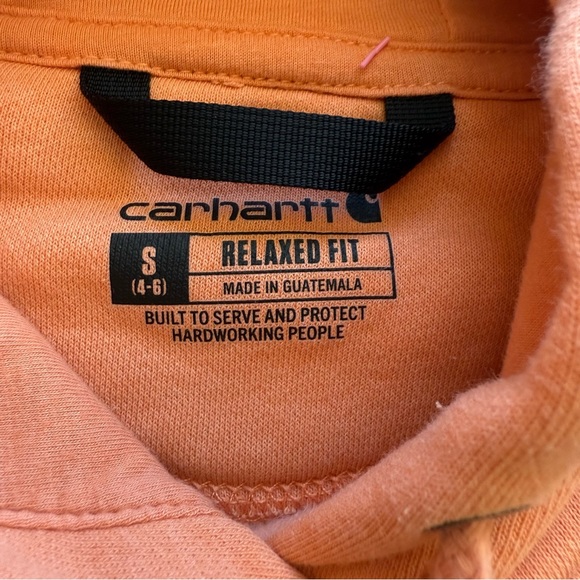 carhartt
S
(4-6)
RELAXED FIT
MADE IN GUATEMALA
BUILT TO SERVE AND PROTECT
HARDWORKING PEOPLE